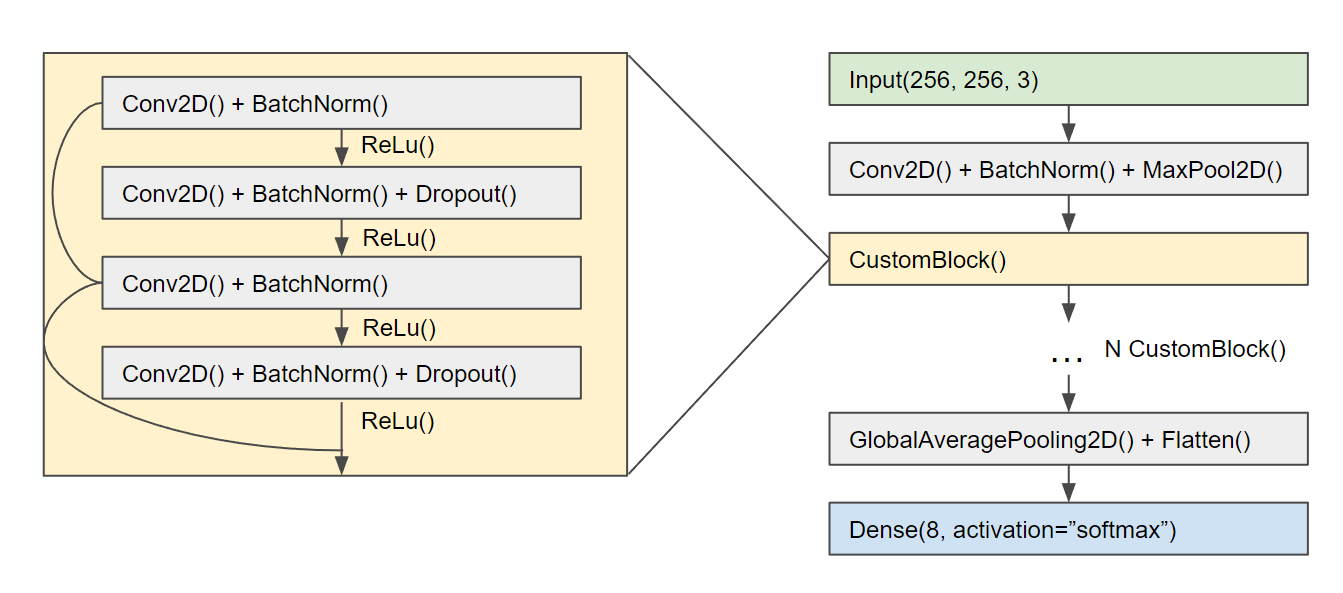 Conv2D() + BatchNorm()
ReLu()
Conv2D() + BatchNorm() + Dropout()
ReLu()
Conv2D() + BatchNorm()
ReLu()
Conv2D() + BatchNorm() + Dropout()
ReLu()
Input(256, 256, 3)
Conv2D() + BatchNorm() + MaxPool2D()
CustomBlock()
... N CustomBlock()
GlobalAveragePooling2D() + Flatten()
Dense(8, activation=”softmax”)